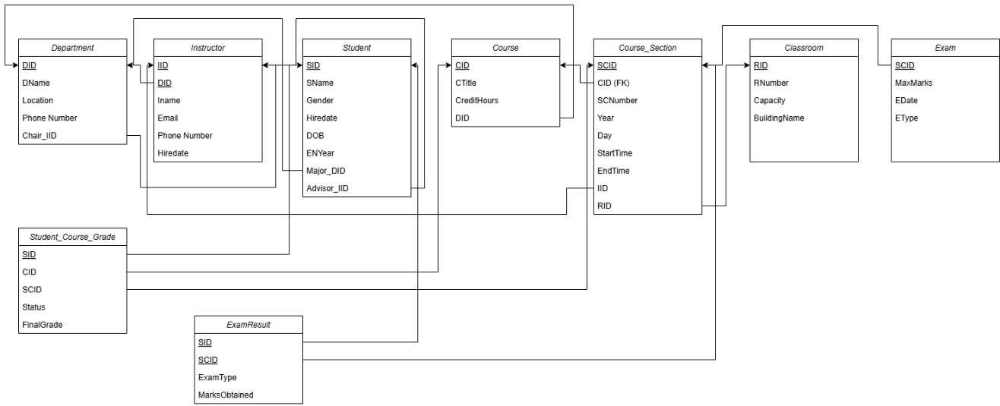 Department
DID
DName
Location
Phone Number
Chair_IID
Instructor
IID
DID
Iname
Email
Phone Number
Hiredate
Student
SID
SName
Gender
Hiredate
DOB
ENYear
Major_DID
Advisor_IID
Course
CID
CTitle
CreditHours
DID
Course_Section
SCID
CID (FK)
SCNumber
Year
Day
StartTime
EndTime
IID
RID
Classroom
RID
RNumber
Capacity
BuildingName
Exam
SCID
MaxMarks
EDate
EType
Student_Course_Grade
SID
CID
SCID
Status
FinalGrade
ExamResult
SID
SCID
ExamType
MarksObtained